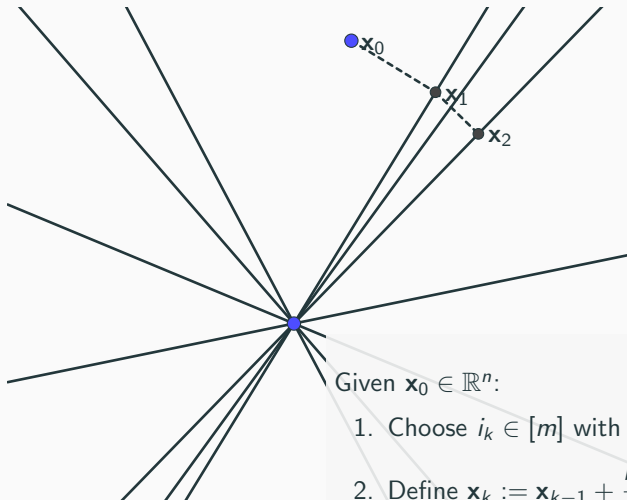 x₀
x₁
x₂
Given x₀ ∈ ℝⁿ:
1. Choose iₖ ∈ [m] with
2. Define xₖ := xₖ₋₁ +